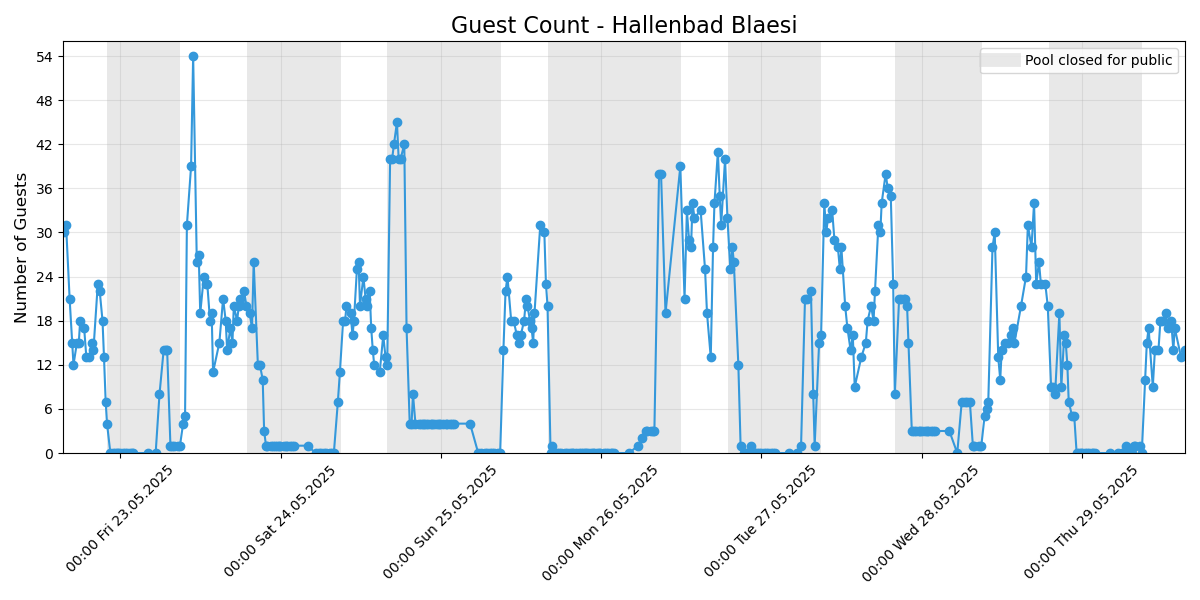 Guest Count - Hallenbad Blaesi
Pool closed for public
Number of Guests
54
48
42
36
30
24
18
12
6
0
00:00 Fri 23.05.2025
00:00 Sat 24.05.2025
00:00 Sun 25.05.2025
00:00 Mon 26.05.2025
00:00 Tue 27.05.2025
00:00 Wed 28.05.2025
00:00 Thu 29.05.2025